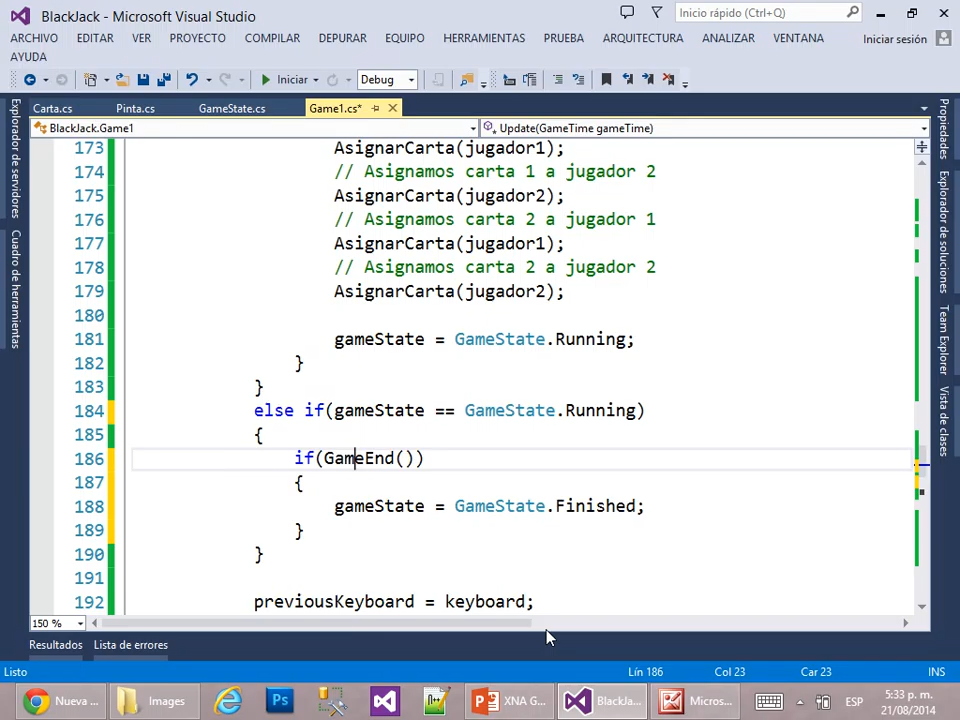 BlackJack - Microsoft Visual Studio
Inicio rápido (Ctrl+Q)
ARCHIVO EDITAR VER PROYECTO COMPILAR DEPURAR EQUIPO HERRAMIENTAS PRUEBA ARQUITECTURA ANALIZAR VENTANA Iniciar sesión
AYUDA
Iniciar Debug
Carta.cs Pinta.cs GameState.cs Game1.cs*
BlackJack.Game1 Update(GameTime gameTime)
173 AsignarCarta(jugador1);
174 // Asignamos carta 1 a jugador 2
175 AsignarCarta(jugador2);
176 // Asignamos carta 2 a jugador 1
177 AsignarCarta(jugador1);
178 // Asignamos carta 2 a jugador 2
179 AsignarCarta(jugador2);
180
181 gameState = GameState.Running;
182 }
183 }
184 else if(gameState == GameState.Running)
185 {
186 if(GameEnd())
187 {
188 gameState = GameState.Finished;
189 }
190 }
191
192 previousKeyboard = keyboard;
Explorador de servidores
Cuadro de herramientas
Propiedades
Explorador de soluciones
Team Explorer
Vista de clases
150 %
Resultados Lista de errores
Listo Lín 186 Col 23 Car 23 INS
Nueva ... Images Ps XNA G... BlackJa... Micros... ESP 5:33 p. m.
21/08/2014